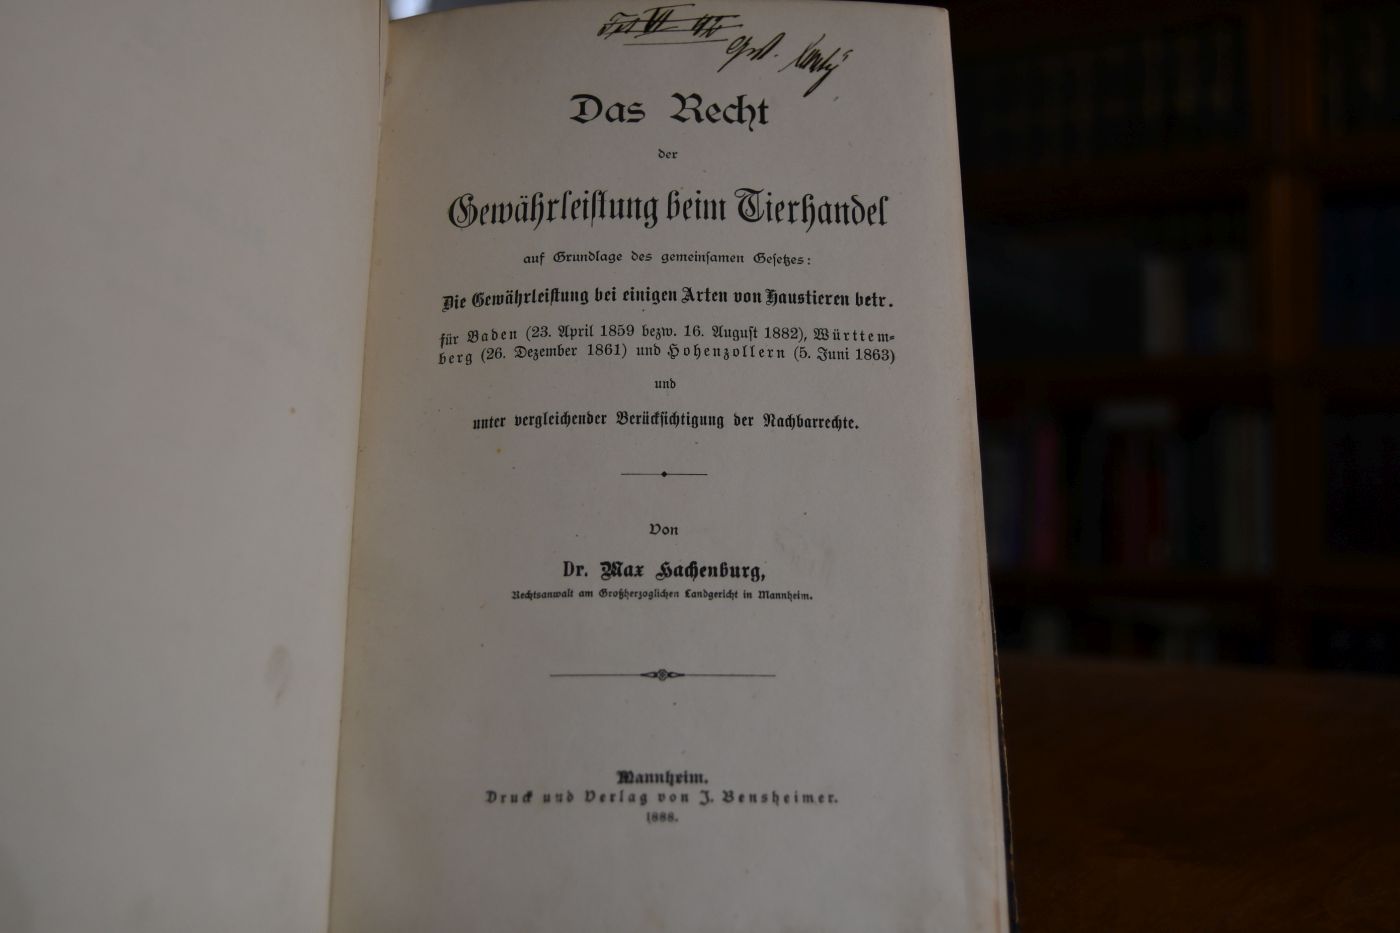 Das Recht
der
Gewährleistung beim Tierhandel
auf Grundlage des gemeinsamen Gesetzes:
Die Gewährleistung bei einigen Arten von Haustieren betr.
für Baden (23. April 1859 bezw. 16. August 1882), Württem-
berg (26. Dezember 1861) und Hohenzollern (5. Juni 1863)
und
unter vergleichender Berücksichtigung der Nachbarrechte.
Von
Dr. Max Hachenburg,
Rechtsanwalt am Großherzoglichen Landgericht in Mannheim.
Mannheim.
Druck und Verlag von J. Bensheimer.
1888.